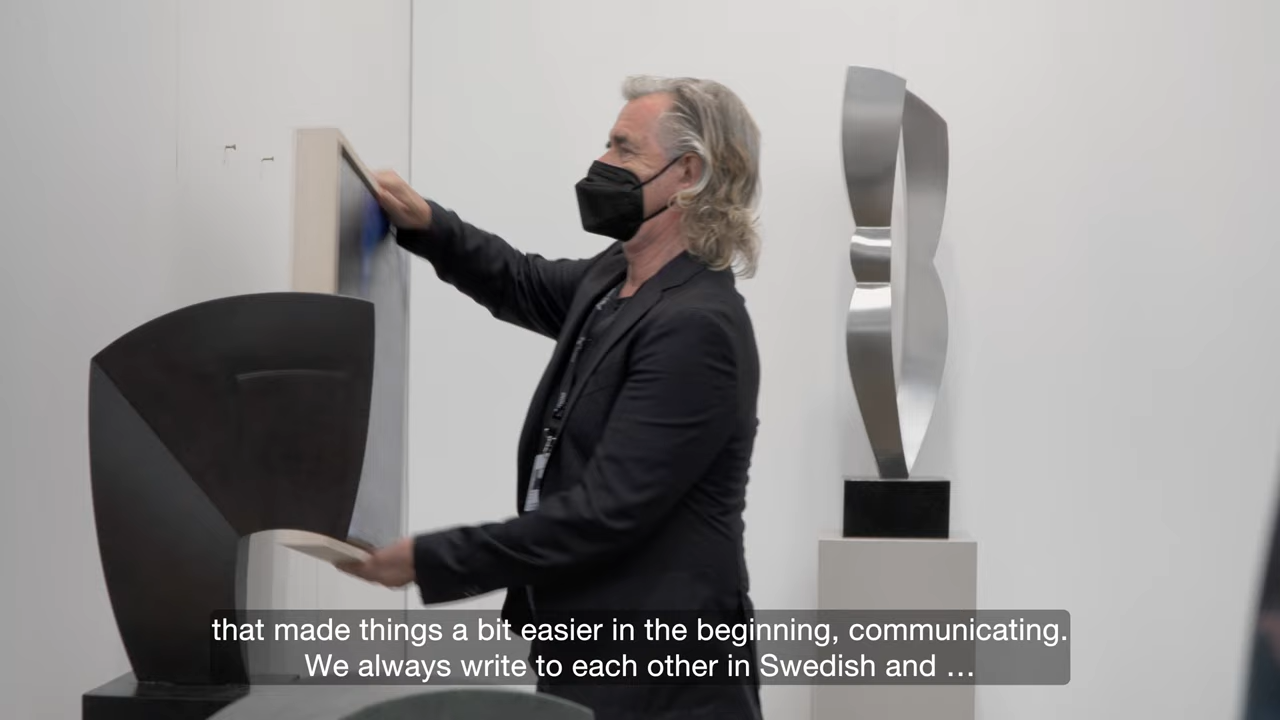 that made things a bit easier in the beginning, communicating.
We always write to each other in Swedish and ...